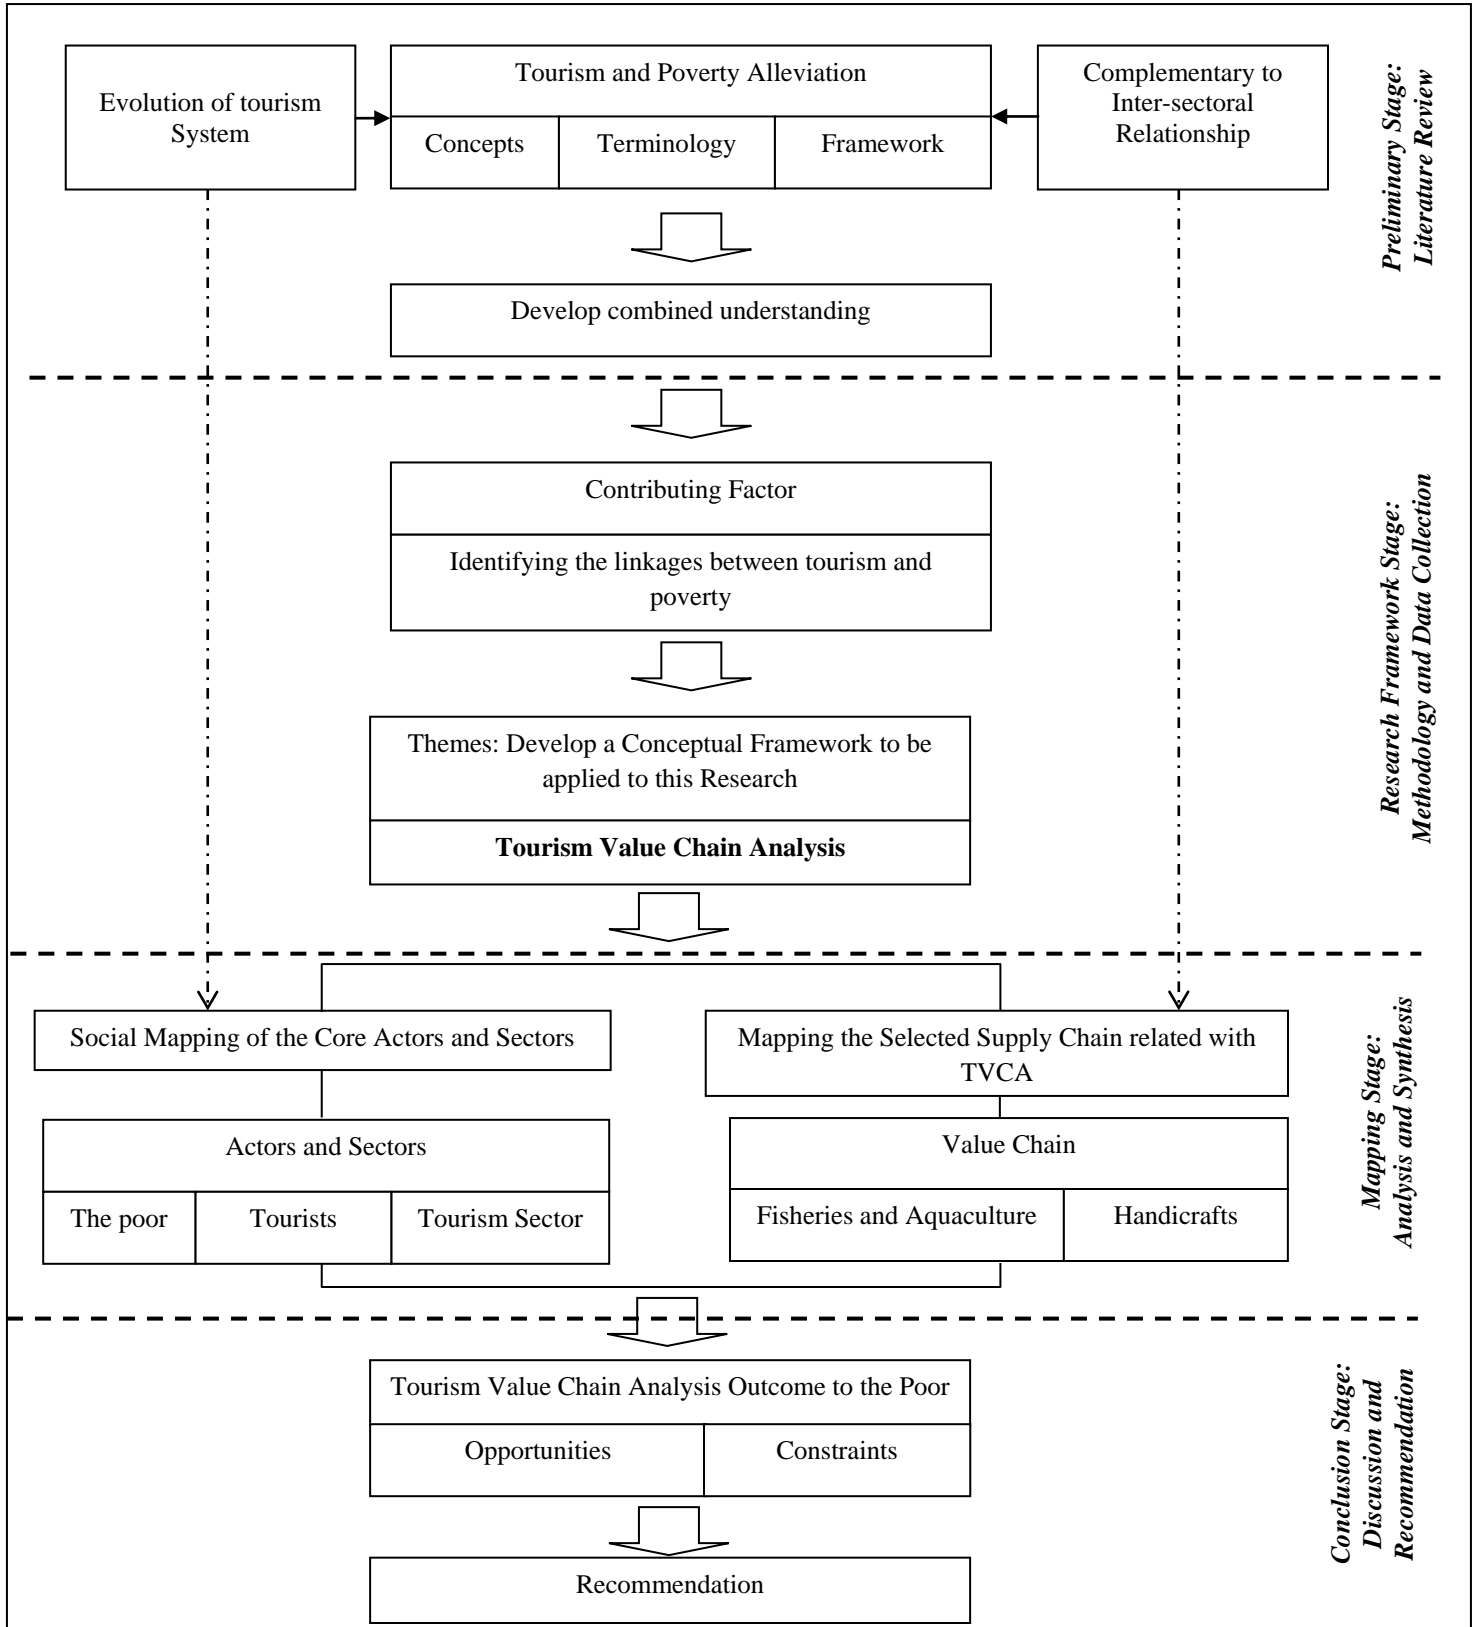 Evolution of tourism
System
Tourism and Poverty Alleviation
Concepts
Terminology
Framework
Complementary to
Inter-sectoral
Relationship
Preliminary Stage:
Literature Review
Develop combined understanding
Contributing Factor
Identifying the linkages between tourism and
poverty
Themes: Develop a Conceptual Framework to be
applied to this Research
Tourism Value Chain Analysis
Research Framework Stage:
Methodology and Data Collection
Social Mapping of the Core Actors and Sectors
Actors and Sectors
The poor
Tourists
Tourism Sector
Mapping the Selected Supply Chain related with
TVCA
Value Chain
Fisheries and Aquaculture
Handicrafts
Mapping Stage:
Analysis and Synthesis
Tourism Value Chain Analysis Outcome to the Poor
Opportunities
Constraints
Recommendation
Conclusion Stage:
Discussion and
Recommendation